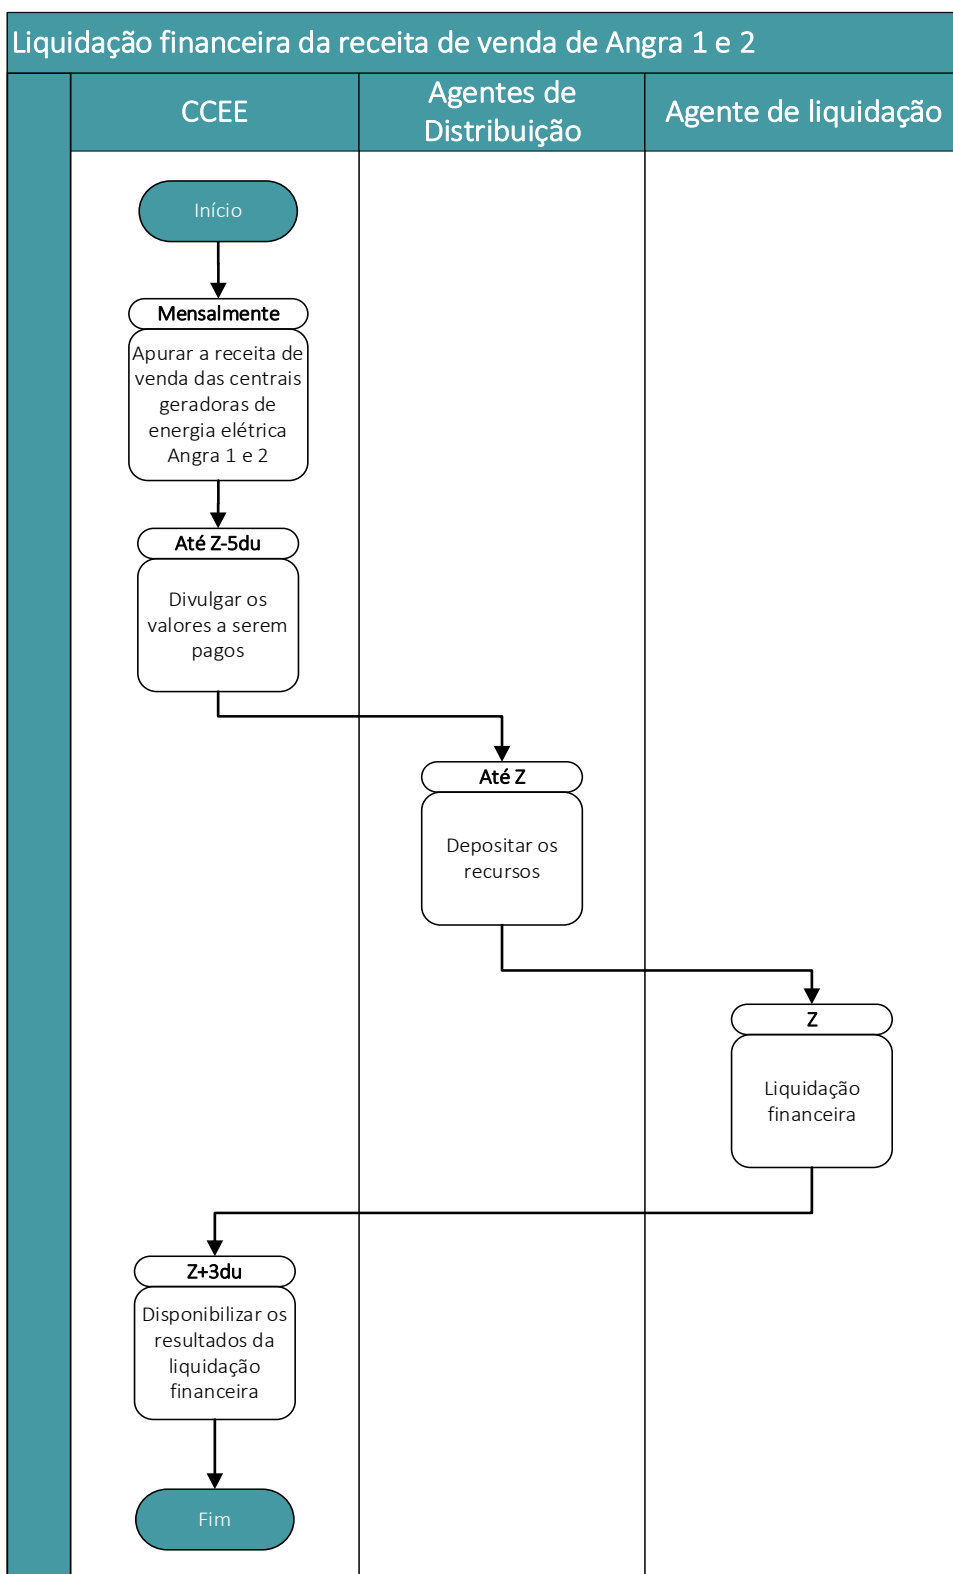 Liquidação financeira da receita de venda de Angra 1 e 2
CCEE
Agentes de
Distribuição
Agente de liquidação
Início
Mensalmente
Apurar a receita de
venda das centrais
geradoras de
energia elétrica
Angra 1 e 2
Até Z-5du
Divulgar os
valores a serem
pagos
Até Z
Depositar os
recursos
Z
Liquidação
financeira
Z+3du
Disponibilizar os
resultados da
liquidação
financeira
Fim